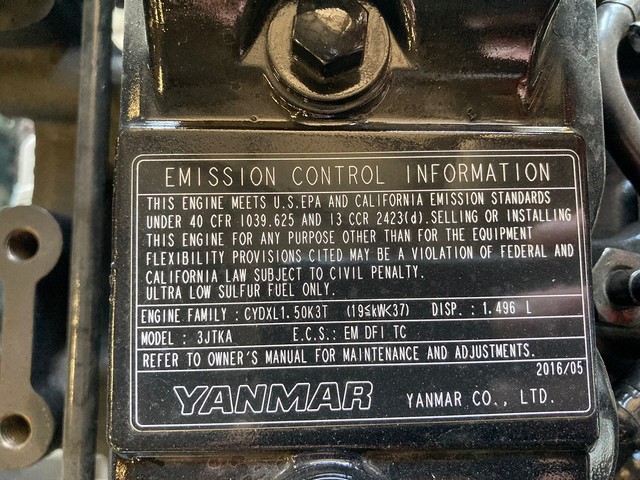 EMISSION CONTROL INFORMATION
THIS ENGINE MEETS U.S.EPA AND CALIFORNIA EMISSION STANDARDS
UNDER 40 CFR 1039.625 AND 13 CCR 2423(d).SELLING OR INSTALLING
THIS ENGINE FOR ANY PURPOSE OTHER THAN FOR THE EQUIPMENT
FLEXIBILITY PROVISIONS CITED MAY BE A VIOLATION OF FEDERAL AND
CALIFORNIA LAW SUBJECT TO CIVIL PENALTY.
ULTRA LOW SULFUR FUEL ONLY.
ENGINE FAMILY : CYDXL1.50K3T (19≦kW<37) DISP. : 1.496 L
MODEL : 3JTKA E.C.S.: EM DFI TC
REFER TO OWNER'S MANUAL FOR MAINTENANCE AND ADJUSTMENTS.
2016/05
YANMAR YANMAR CO., LTD.